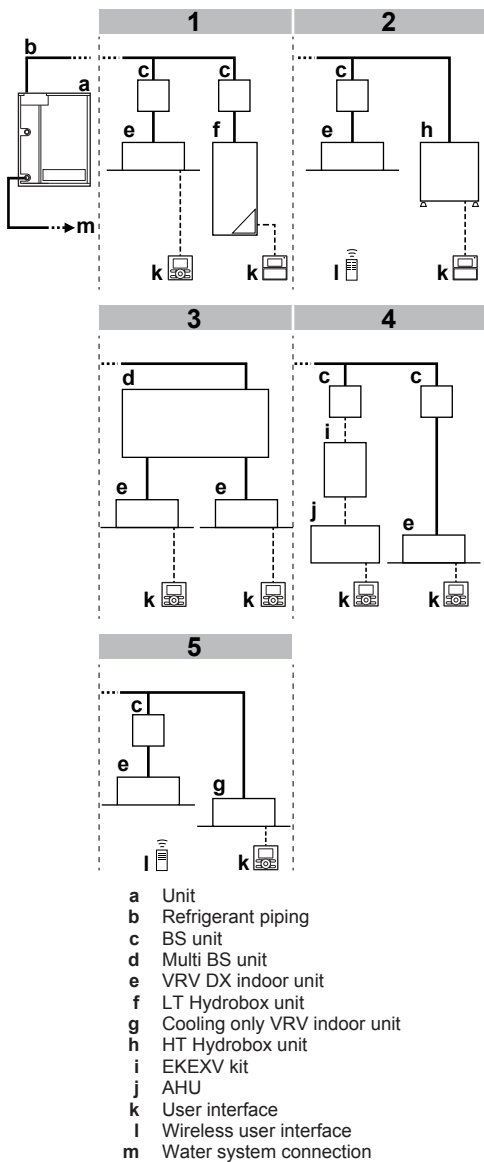 1 2
b
a
c c
c
e f
e h
m
k k
l k
3 4
d
c c
i
e e
j
e
k k
k k
5
c
e
g
l k
a Unit
b Refrigerant piping
c BS unit
d Multi BS unit
e VRV DX indoor unit
f LT Hydrobox unit
g Cooling only VRV indoor unit
h HT Hydrobox unit
i EKEXV kit
j AHU
k User interface
l Wireless user interface
m Water system connection